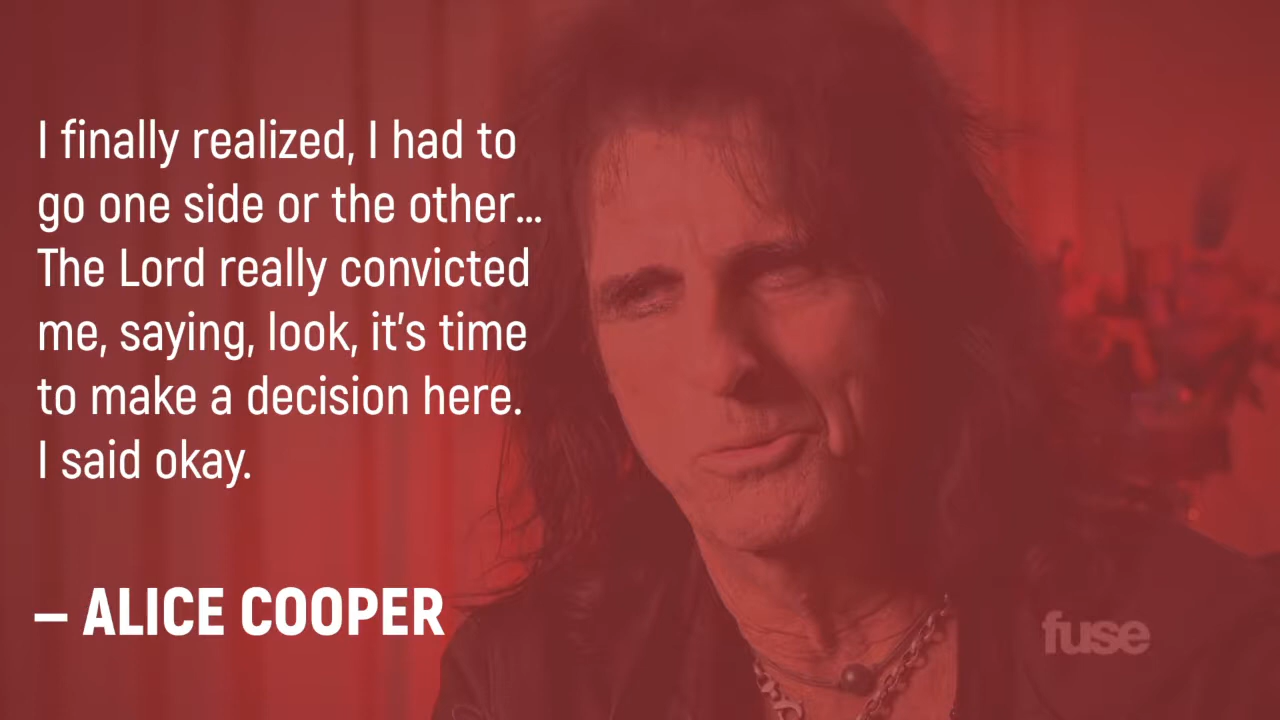 I finally realized, I had to
go one side or the other...
The Lord really convicted
me, saying, look, it's time
to make a decision here.
I said okay.
– ALICE COOPER
fuse